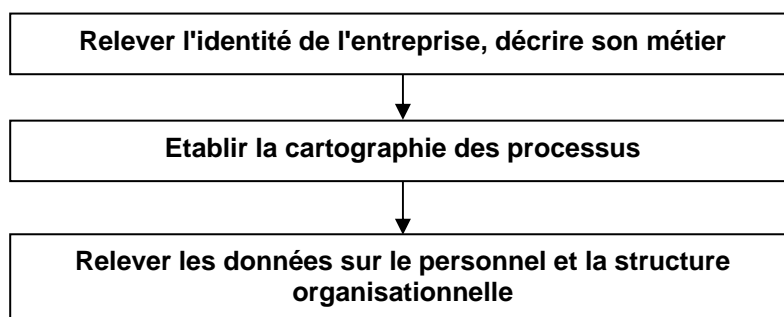 Relever l'identité de l'entreprise, décrire son métier
Etablir la cartographie des processus
Relever les données sur le personnel et la structure
organisationnelle